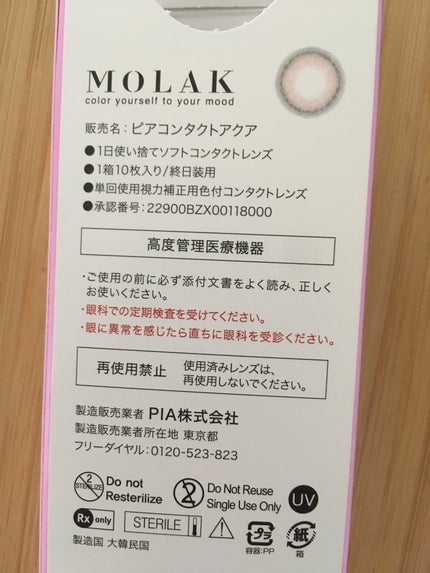 MOLAK
color yourself to your mood
販売名：ピアコンタクトアクア
●1日使い捨てソフトコンタクトレンズ
●1箱10枚入り/終日装用
●単回使用視力補正用色付コンタクトレンズ
●承認番号：22900BZX00118000
高度管理医療機器
・ご使用の前に必ず添付文書をよく読み、正しく
お使いください。
・眼科での定期検査を受けてください。
・眼に異常を感じたら直ちに眼科を受診ください。
再使用禁止
使用済みレンズは、
再使用しないでください。
製造販売業者 PIA株式会社
製造販売業者所在地 東京都
フリーダイヤル：0120-523-823
2 STERILIZE
Do not
Resterilize
2
Do Not Reuse
Single Use Only
UV
Rx only
STERILE
プラ
容器：PP
紙
箱
製造国 大韓民国